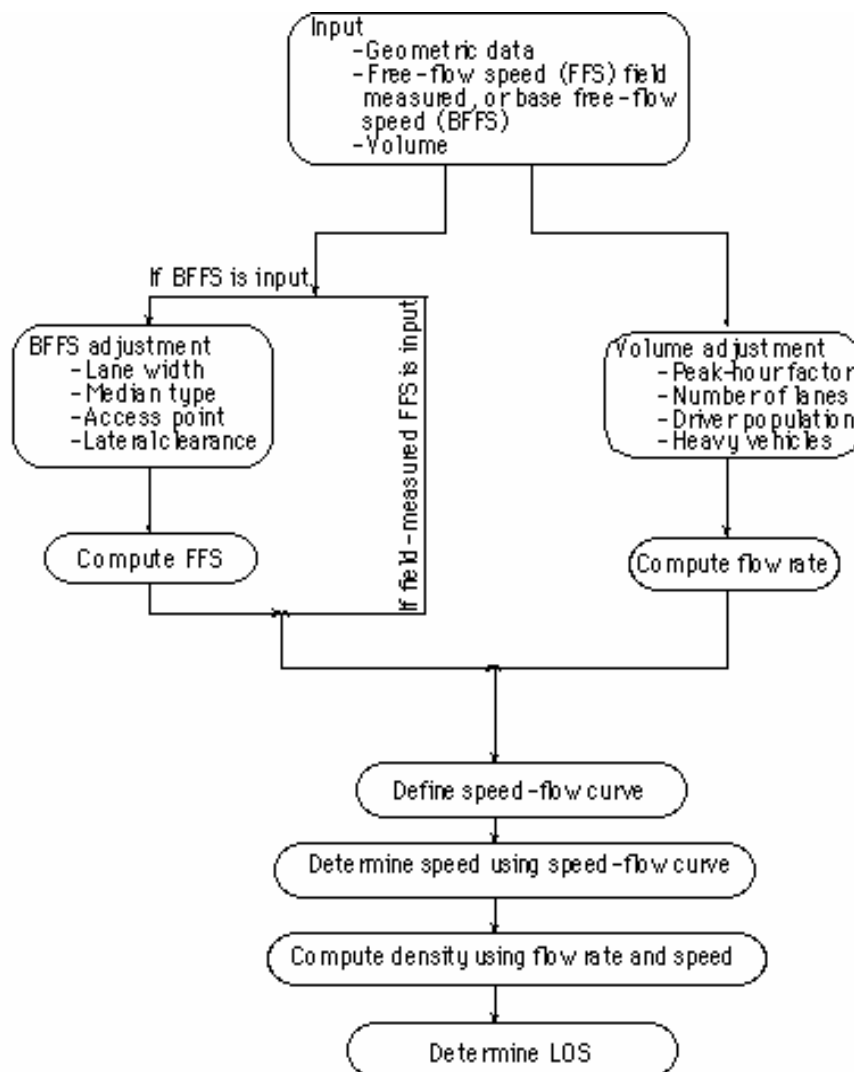 Input
-Geometric data
-Free-flow speed (FFS) field
measured, or base free-flow
speed (BFFS)
-Volume
If BFFS is input
If field-measured FFS is input
BFFS adjustment
-Lane width
-Median type
-Access point
-Lateral clearance
Volume adjustment
-Peak-hour factor
-Number of lanes
-Driver population
-Heavy vehicles
Compute FFS
Compute flow rate
Define speed-flow curve
Determine speed using speed-flow curve
Compute density using flow rate and speed
Determine LOS